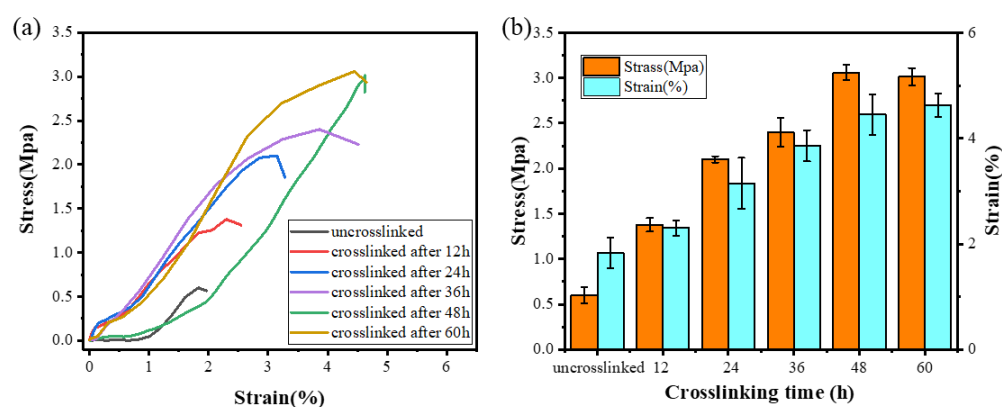 (a)
3.5
3.0
2.5
2.0
1.5
1.0
0.5
0.0
Stress(Mpa)
uncrosslinked
crosslinked after 12h
crosslinked after 24h
crosslinked after 36h
crosslinked after 48h
crosslinked after 60h
0 1 2 3 4 5 6
Strain(%)
(b)
3.5
3.0
2.5
2.0
1.5
1.0
0.5
0.0
Stress(Mpa)
Strass(Mpa)
Strain(%)
6
4
2
0
Strain(%)
uncrosslinked 12 24 36 48 60
Crosslinking time (h)